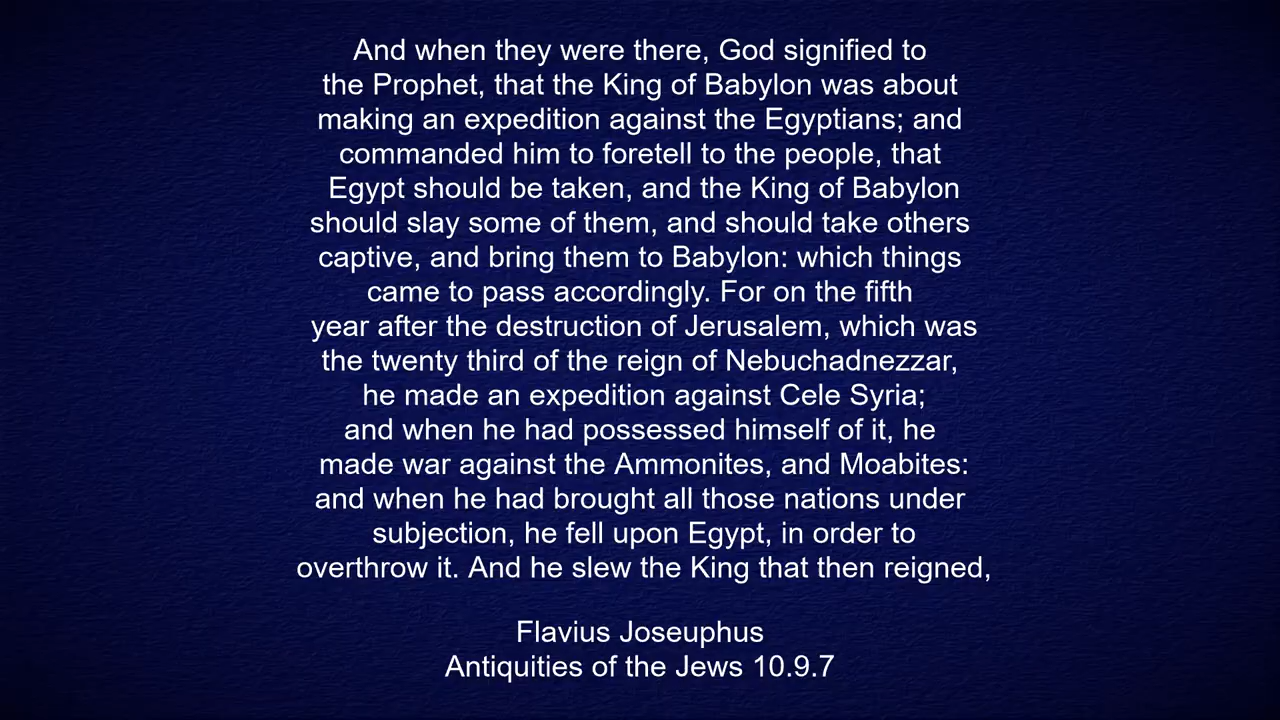 And when they were there, God signified to
the Prophet, that the King of Babylon was about
making an expedition against the Egyptians; and
commanded him to foretell to the people, that
Egypt should be taken, and the King of Babylon
should slay some of them, and should take others
captive, and bring them to Babylon: which things
came to pass accordingly. For on the fifth
year after the destruction of Jerusalem, which was
the twenty third of the reign of Nebuchadnezzar,
he made an expedition against Cele Syria;
and when he had possessed himself of it, he
made war against the Ammonites, and Moabites:
and when he had brought all those nations under
subjection, he fell upon Egypt, in order to
overthrow it. And he slew the King that then reigned,
Flavius Joseuphus
Antiquities of the Jews 10.9.7